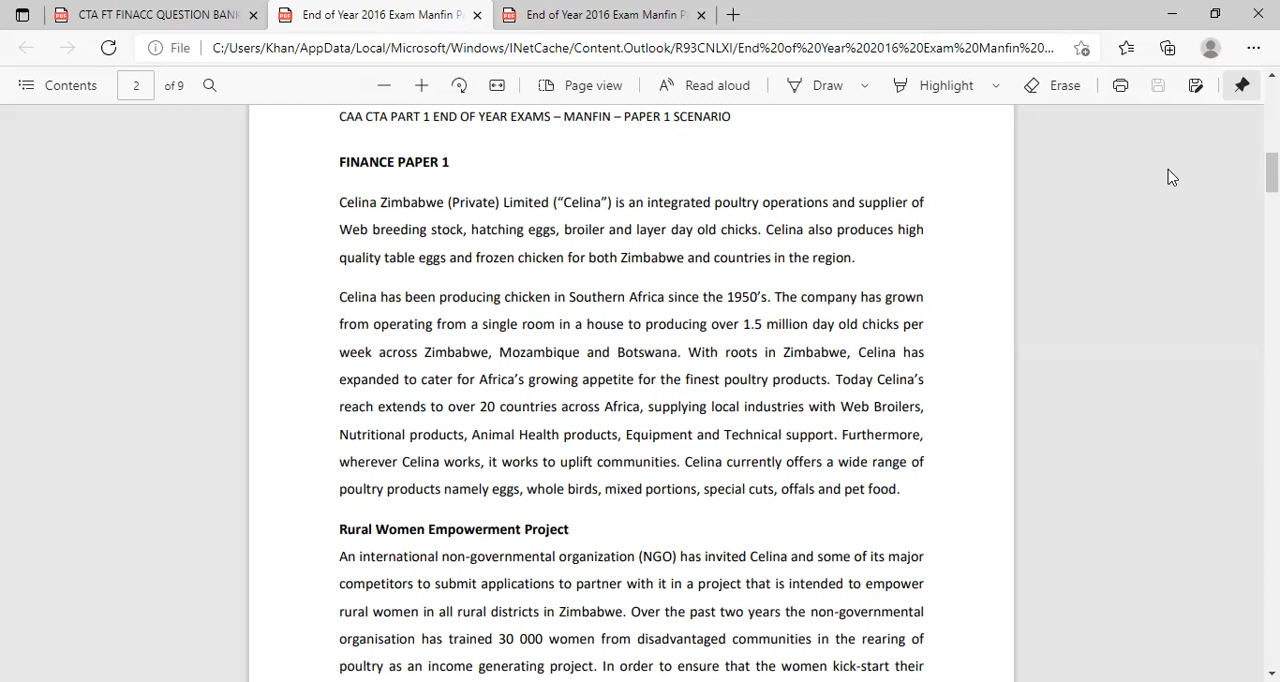 CTA FT FINACC QUESTION BANK
End of Year 2016 Exam Manfin P
End of Year 2016 Exam Manfin P
File
C:/Users/Khan/AppData/Local/Microsoft/Windows/INetCache/Content.Outlook/R93CNLXI/End%20of%20Year%202016%20Exam%20Manfin%20...
Contents 2 of 9 Page view Read aloud Draw Highlight Erase
CAA CTA PART 1 END OF YEAR EXAMS – MANFIN – PAPER 1 SCENARIO
FINANCE PAPER 1
Celina Zimbabwe (Private) Limited (“Celina”) is an integrated poultry operations and supplier of
Web breeding stock, hatching eggs, broiler and layer day old chicks. Celina also produces high
quality table eggs and frozen chicken for both Zimbabwe and countries in the region.
Celina has been producing chicken in Southern Africa since the 1950’s. The company has grown
from operating from a single room in a house to producing over 1.5 million day old chicks per
week across Zimbabwe, Mozambique and Botswana. With roots in Zimbabwe, Celina has
expanded to cater for Africa’s growing appetite for the finest poultry products. Today Celina’s
reach extends to over 20 countries across Africa, supplying local industries with Web Broilers,
Nutritional products, Animal Health products, Equipment and Technical support. Furthermore,
wherever Celina works, it works to uplift communities. Celina currently offers a wide range of
poultry products namely eggs, whole birds, mixed portions, special cuts, offals and pet food.
Rural Women Empowerment Project
An international non-governmental organization (NGO) has invited Celina and some of its major
competitors to submit applications to partner with it in a project that is intended to empower
rural women in all rural districts in Zimbabwe. Over the past two years the non-governmental
organisation has trained 30 000 women from disadvantaged communities in the rearing of
poultry as an income generating project. In order to ensure that the women kick-start their